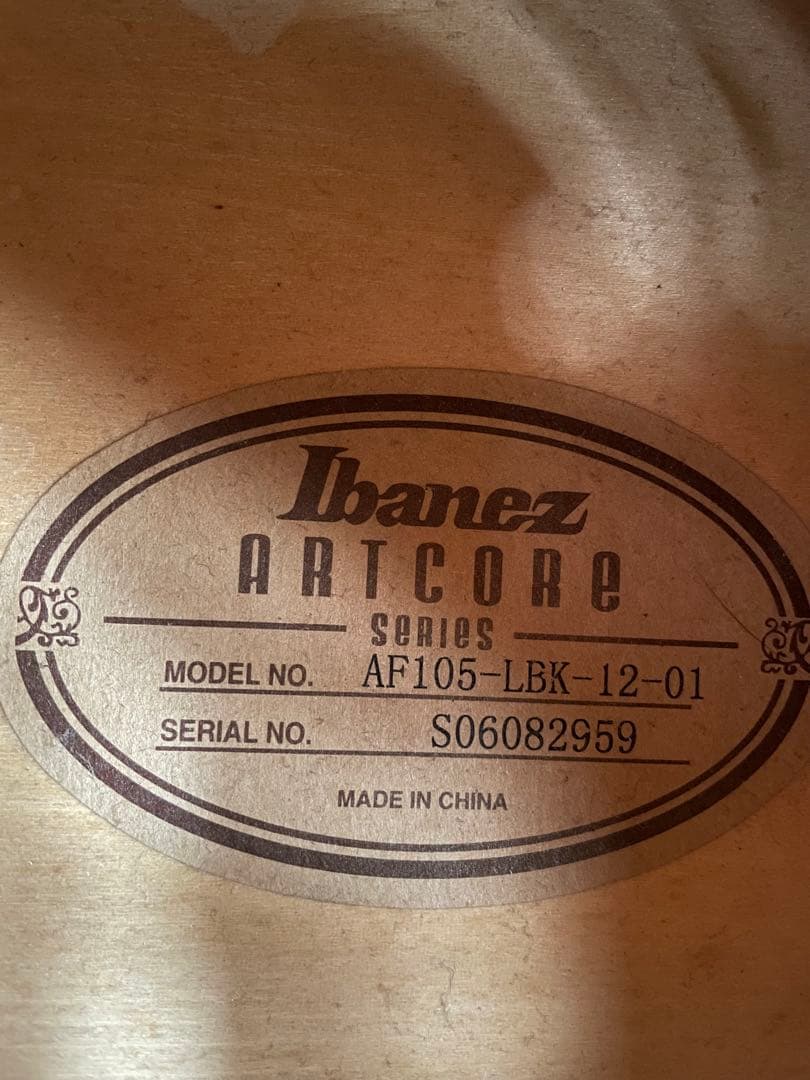 Ibanez
ARTCORE
SERIES
MODEL NO. AF105-LBK-12-01
SERIAL NO. S06082959
MADE IN CHINA